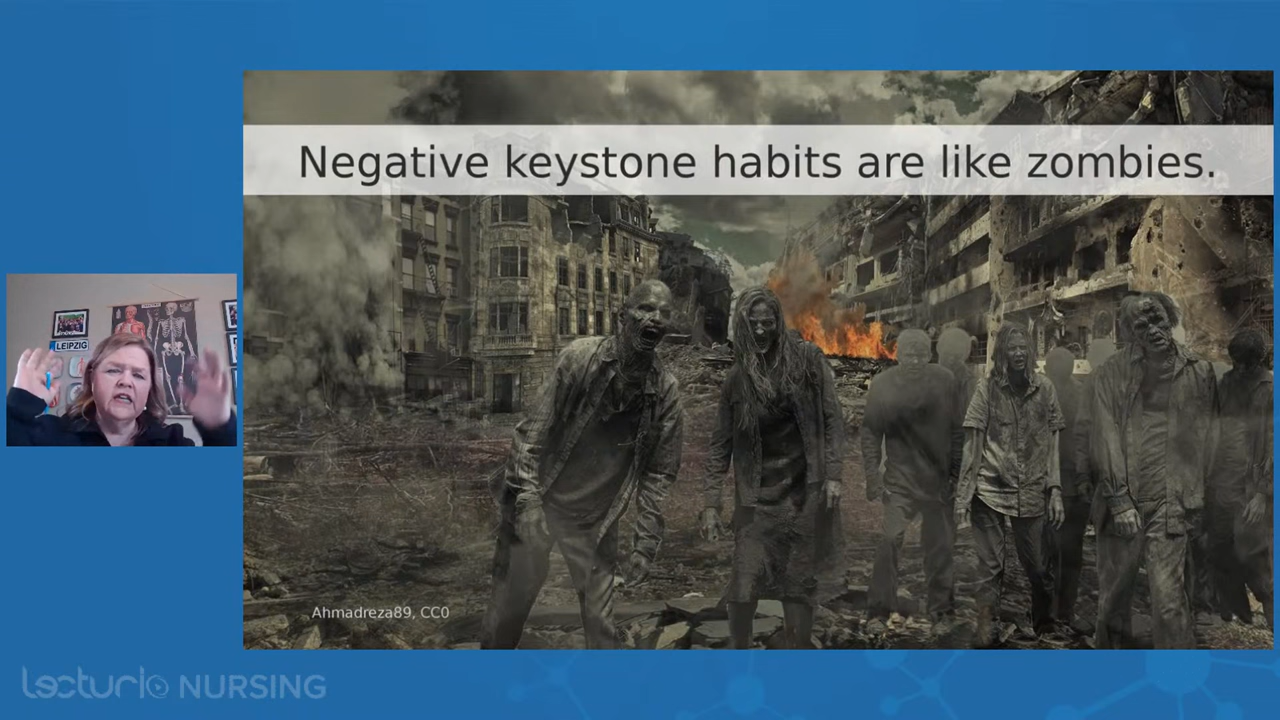 Negative keystone habits are like zombies.
LEIPZIG
Ahmadreza89, CC0
lecturio NURSING